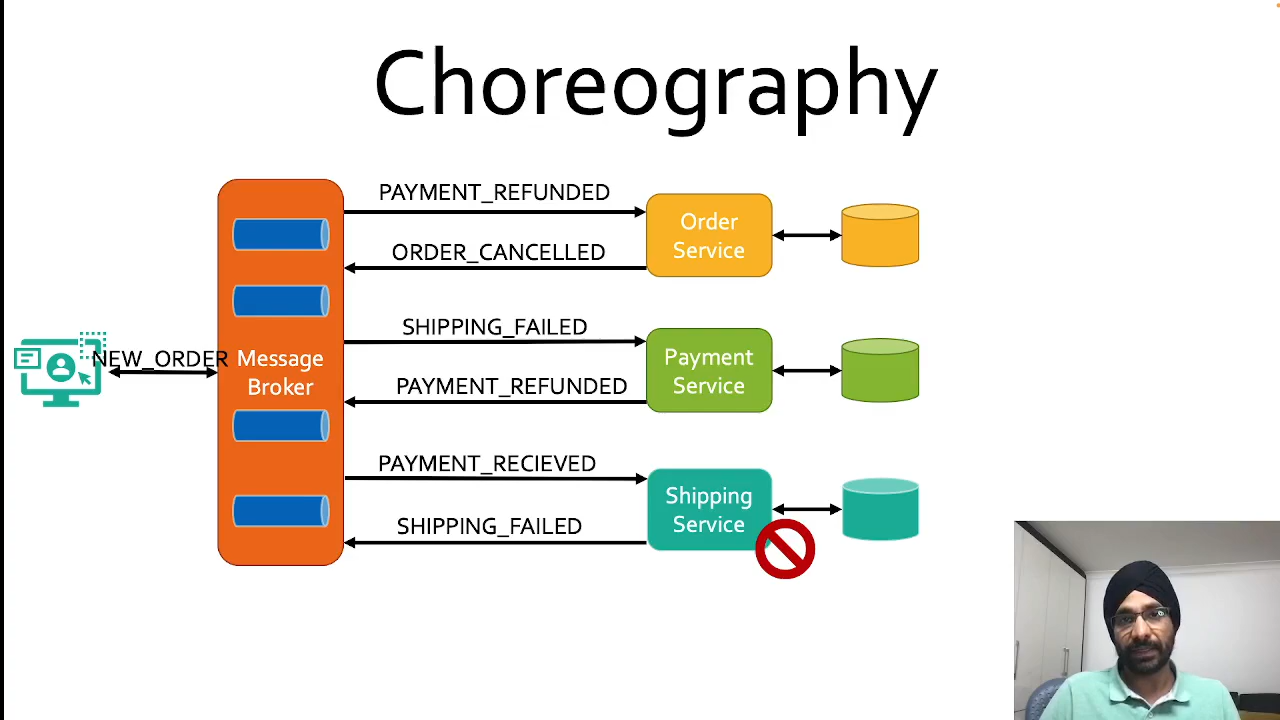 Choreography
PAYMENT_REFUNDED
Order
Service
ORDER_CANCELLED
SHIPPING_FAILED
NEW_ORDER
Message
Broker
Payment
Service
PAYMENT_REFUNDED
PAYMENT_RECIEVED
Shipping
Service
SHIPPING_FAILED